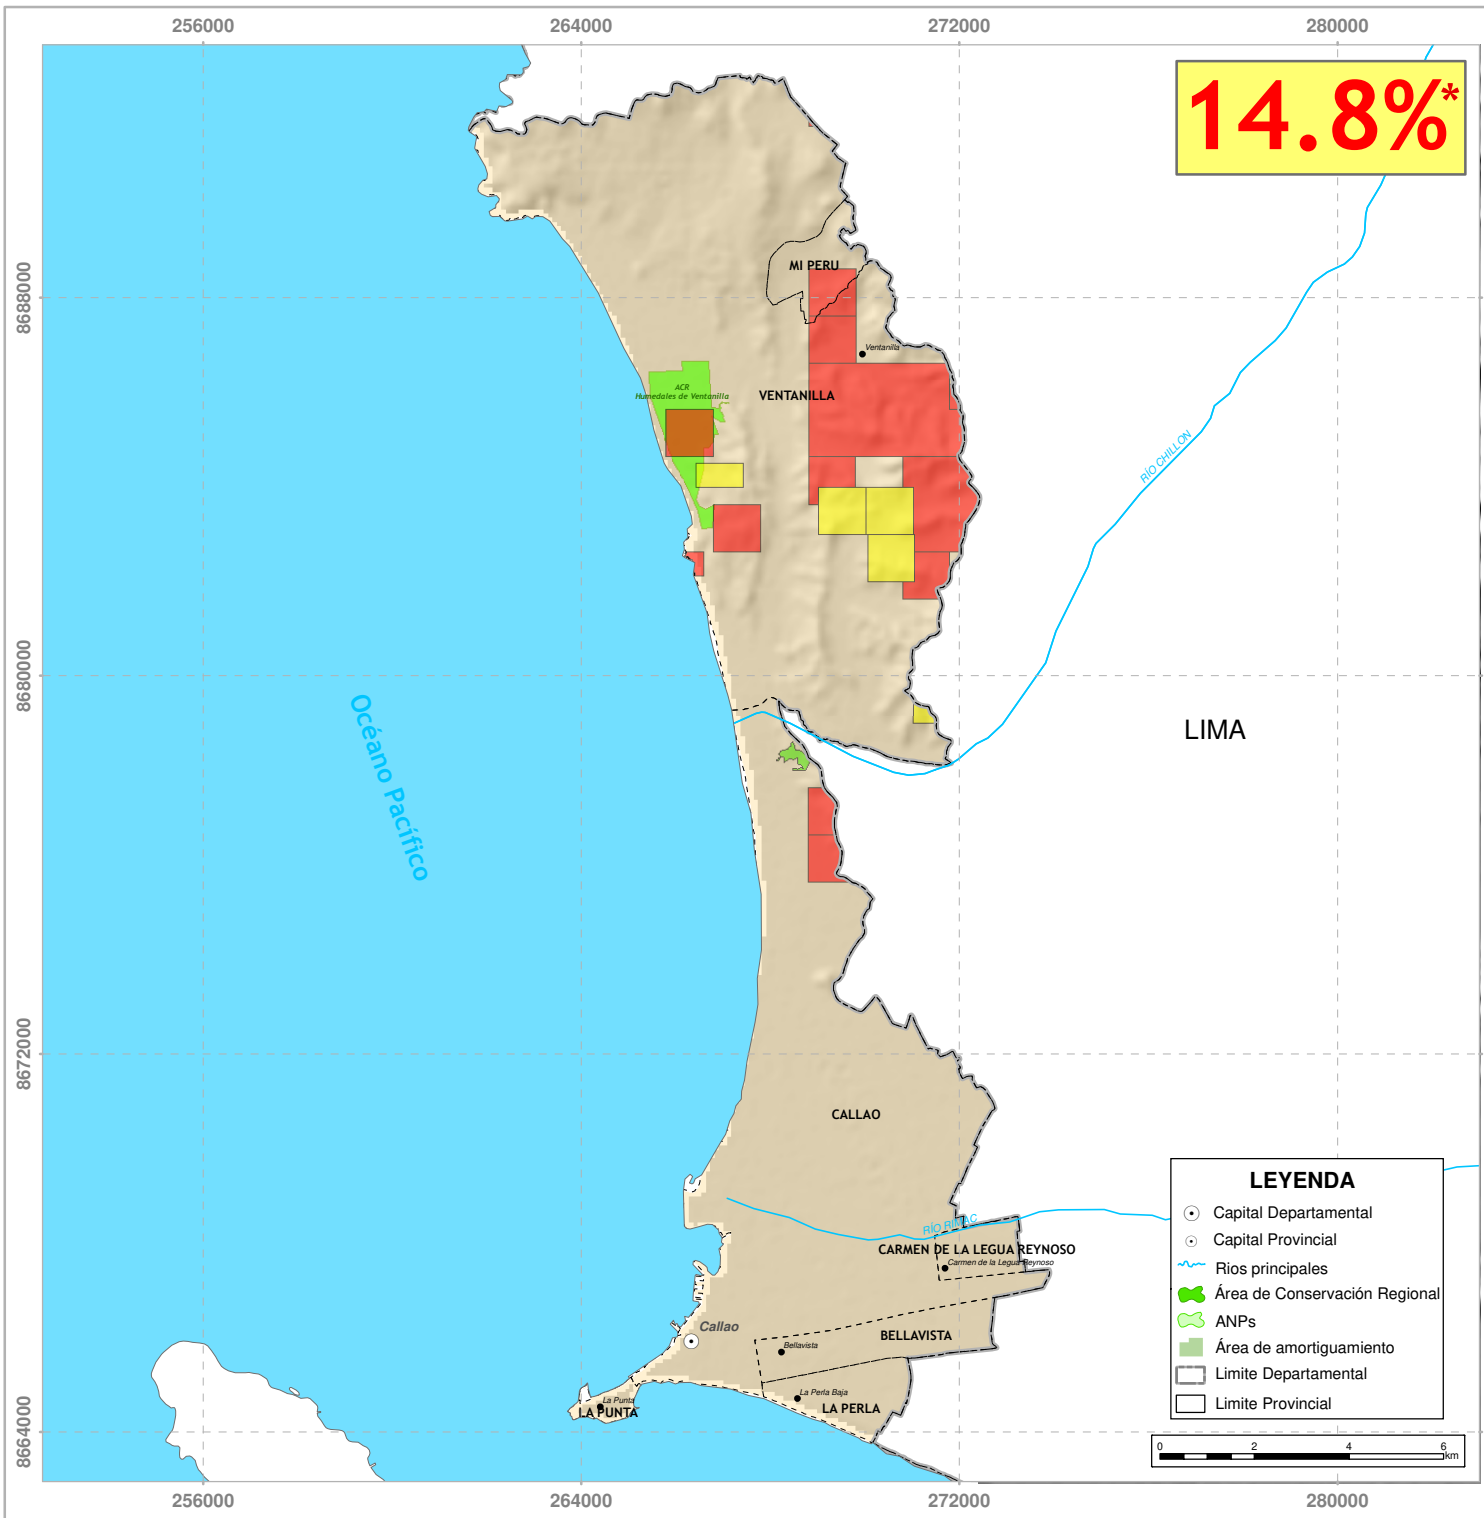 256000
264000
272000
280000
14.8%*
MI PERU
8688000
Ventanilla
ACR
Humedales de Ventanilla
VENTANILLA
RÍO CHILLON
8680000
Océano Pacífico
LIMA
8672000
CALLAO
RÍO RIMAC
CARMEN DE LA LEGUA REYNOSO
Carmen de la Legua Reynoso
Callao
BELLAVISTA
Bellavista
La Perla Baja
LA PERLA
La Punta
LA PUNTA
8664000
LEYENDA
Capital Departamental
Capital Provincial
Rios principales
Área de Conservación Regional
ANPs
Área de amortiguamiento
Limite Departamental
Limite Provincial
0 2 4 6
km
256000
264000
272000
280000